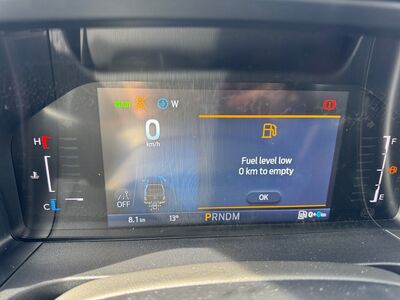 W
0
km/h
Fuel level low
0 km to empty
OK
OFF
8.1 km
13°
PRNDM
H
C
F
E